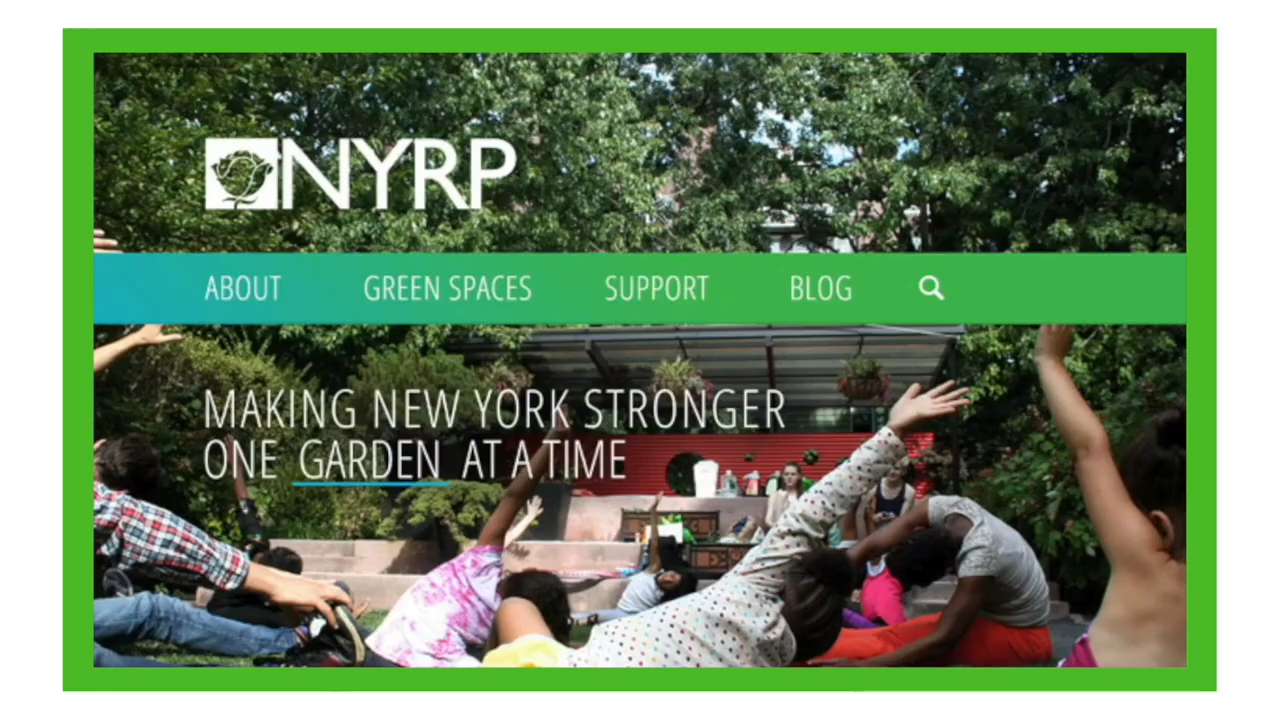 NYRP
ABOUT GREEN SPACES SUPPORT BLOG
MAKING NEW YORK STRONGER
ONE GARDEN AT A TIME